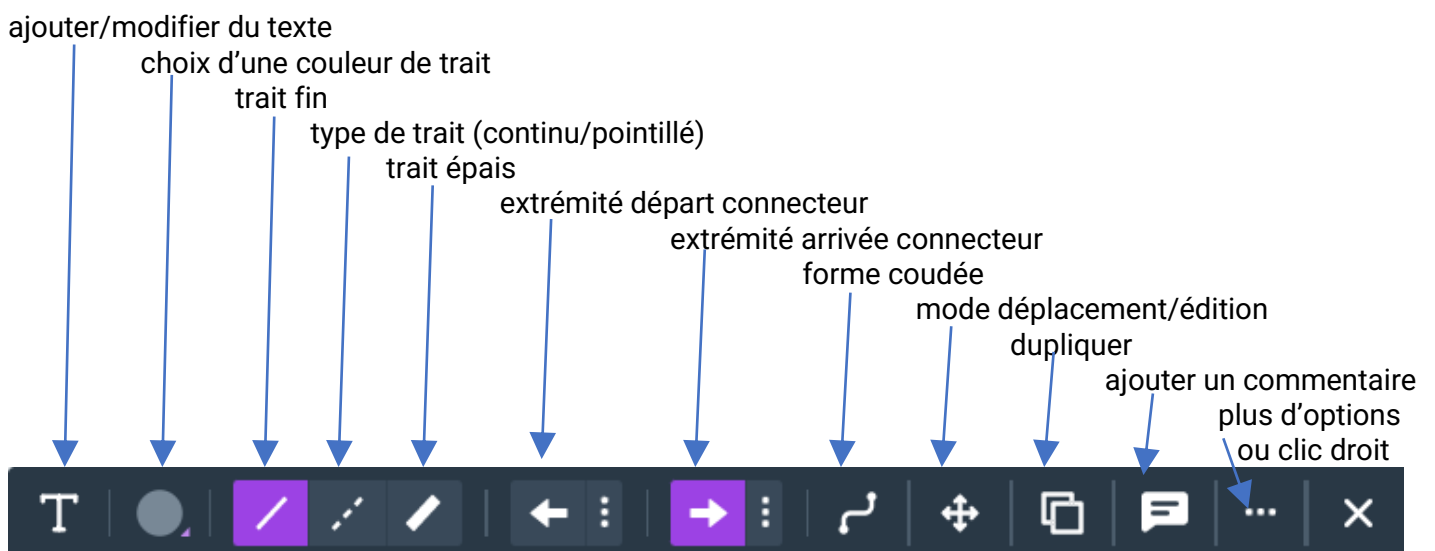 ajouter/modifier du texte
choix d’une couleur de trait
trait fin
type de trait (continu/pointillé)
trait épais
extrémité départ connecteur
extrémité arrivée connecteur
forme coudée
mode déplacement/édition
dupliquer
ajouter un commentaire
plus d’options
ou clic droit
T